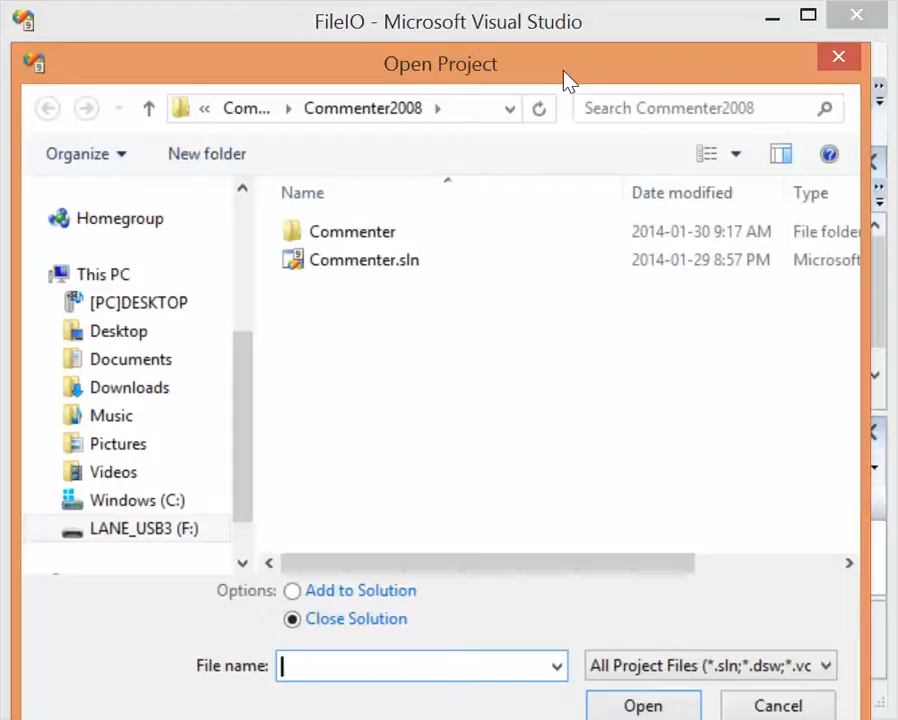 FileIO - Microsoft Visual Studio
Open Project
« Com... Commenter2008
Search Commenter2008
Organize New folder
Name Date modified Type
Homegroup
Commenter 2014-01-30 9:17 AM File folder
Commenter.sln 2014-01-29 8:57 PM Microsoft
This PC
[PC]DESKTOP
Desktop
Documents
Downloads
Music
Pictures
Videos
Windows (C:)
LANE_USB3 (F:)
Options: Add to Solution
Close Solution
File name: All Project Files (*.sln;*.dsw;*.vc
Open Cancel